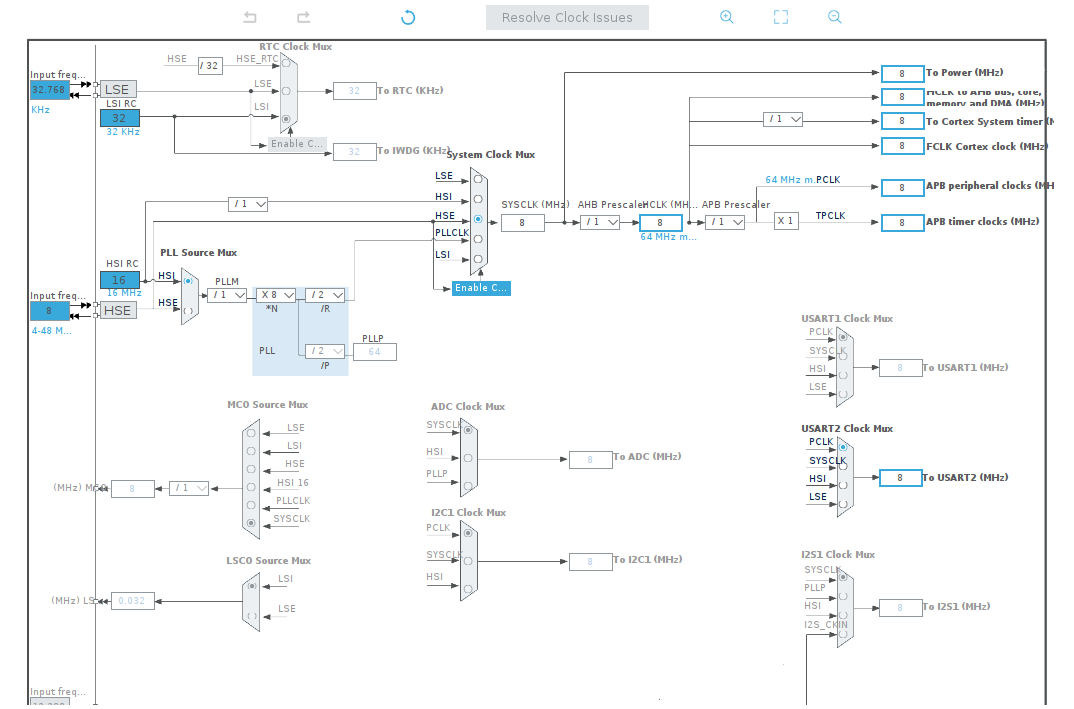 Resolve Clock Issues
RTC Clock Mux
HSE
/ 32
HSE_RTC
Input freq...
32.768
KHz
LSE
LSE
32
To RTC (KHz)
LSI RC
32
32 KHz
LSI
Enable C...
32
To IWDG (KHz)
System Clock Mux
LSE
HSI
/ 1
HSE
PLLCLK
LSI
Enable C...
SYSCLK (MHz)
8
AHB Prescaler
/ 1
HCLK (MH...
8
64 MHz m...
APB Prescaler
/ 1
64 MHz m...
PCLK
X 1
TPCLK
8
To Power (MHz)
8
HCLK to AHB bus, core,
memory and DMA (MHz)
/ 1
8
To Cortex System timer (M
8
FCLK Cortex clock (MHz)
8
APB peripheral clocks (MH
8
APB timer clocks (MHz)
PLL Source Mux
HSI RC
16
16 MHz
HSI
HSE
Input freq...
8
4-48 M...
HSE
PLLM
/ 1
X 8
*N
/ 2
/R
PLL
/ 2
/P
PLLP
64
MCO Source Mux
LSE
LSI
HSE
HSI 16
PLLCLK
SYSCLK
/ 1
8
(MHz)
LSCO Source Mux
LSI
LSE
0.032
(MHz)
ADC Clock Mux
SYSCLK
HSI
PLLP
8
To ADC (MHz)
I2C1 Clock Mux
PCLK
SYSCLK
HSI
8
To I2C1 (MHz)
USART1 Clock Mux
PCLK
SYSCLK
HSI
LSE
8
To USART1 (MHz)
USART2 Clock Mux
PCLK
SYSCLK
HSI
LSE
8
To USART2 (MHz)
I2S1 Clock Mux
SYSCLK
PLLP
HSI
I2S_CKIN
8
To I2S1 (MHz)
Input freq...